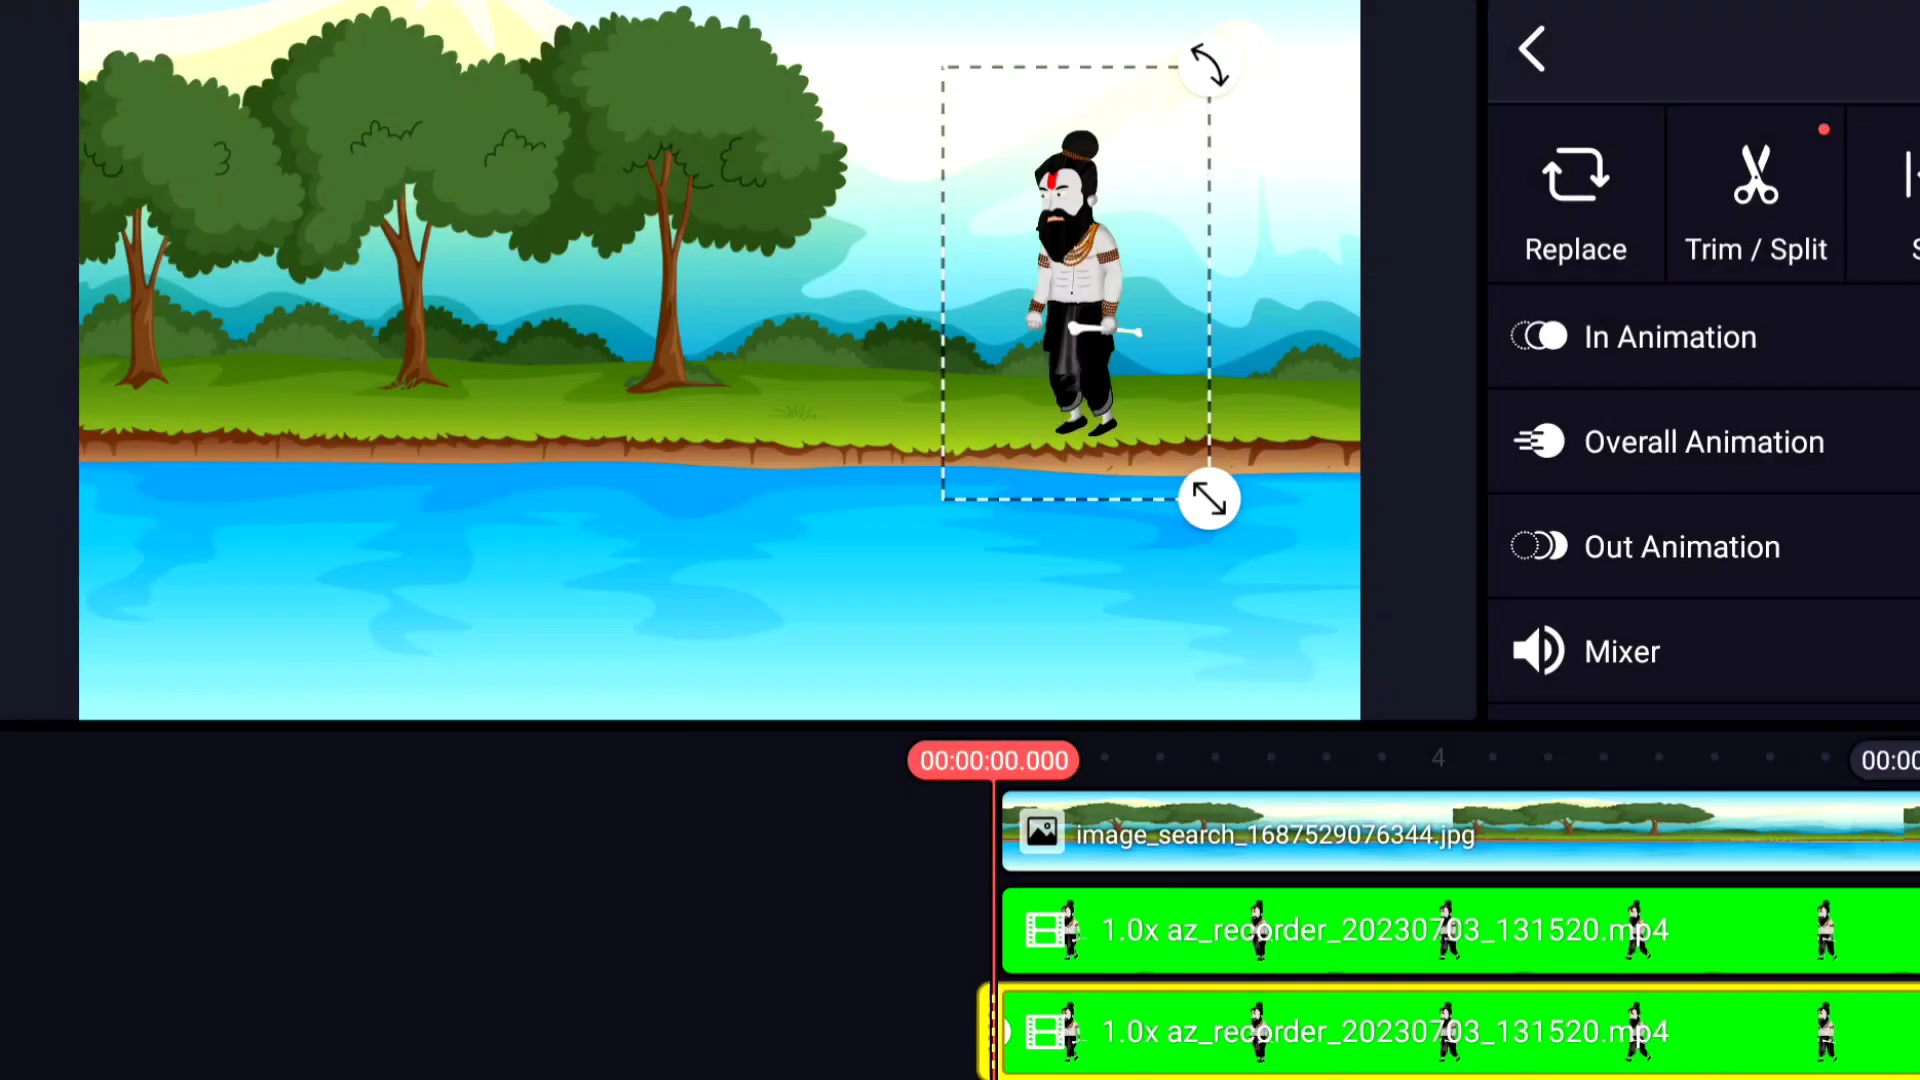 Replace
Trim / Split
In Animation
Overall Animation
Out Animation
Mixer
00:00:00.000
4
00:00
image_search_1687529076344.jpg
1.0x az_recorder_20230703_131520.mp4
1.0x az_recorder_20230703_131520.mp4